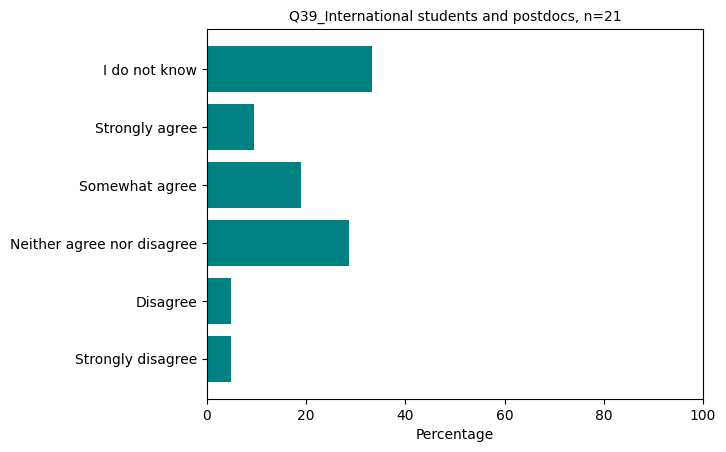 Q39_International students and postdocs, n=21
I do not know
Strongly agree
Somewhat agree
Neither agree nor disagree
Disagree
Strongly disagree
0 20 40 60 80 100
Percentage